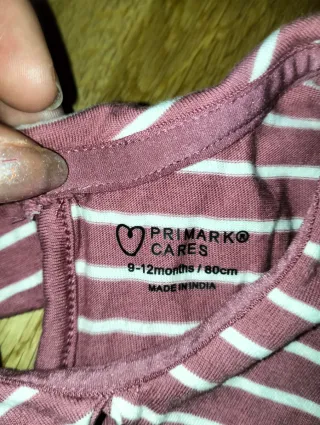 PRIMARK®
CARES
9-12months / 80cm
MADE IN INDIA